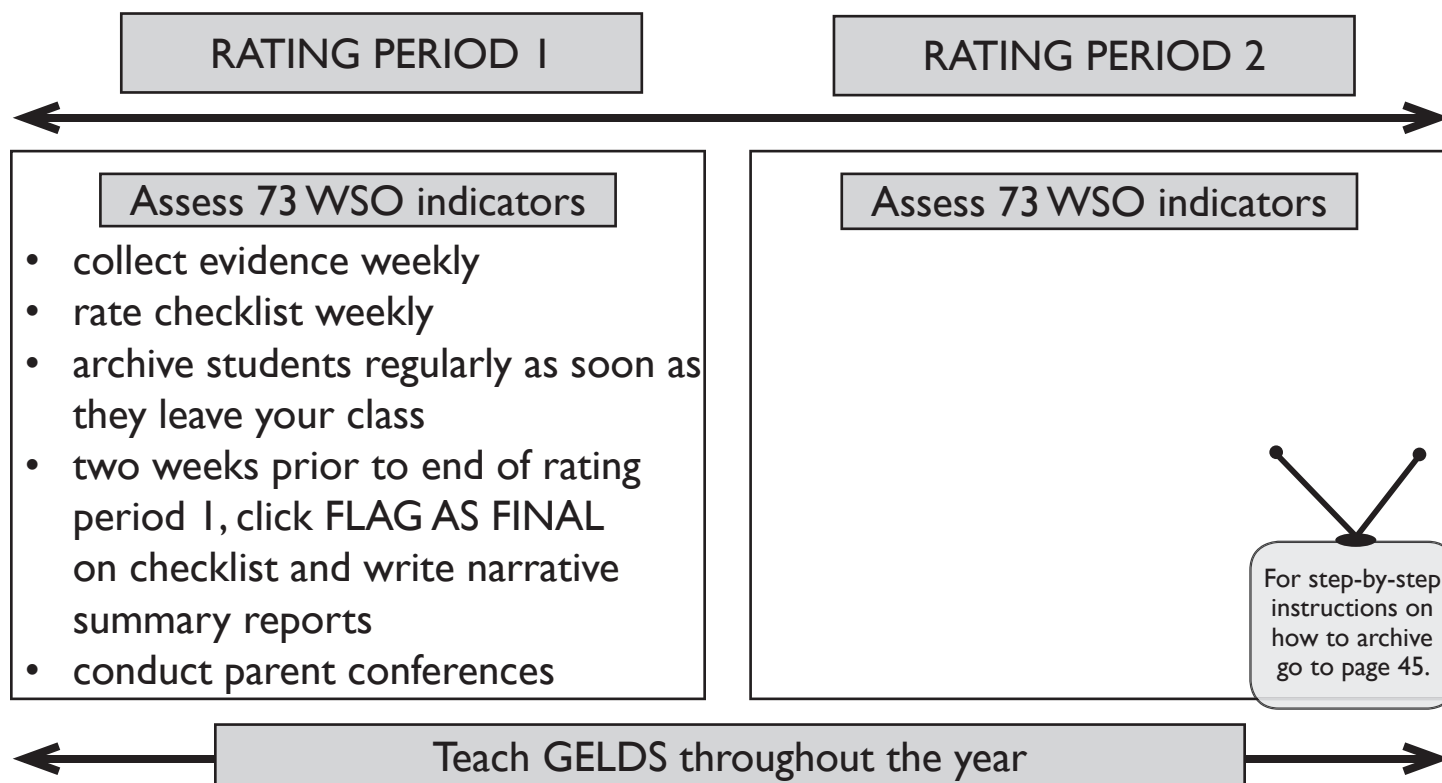 RATING PERIOD 1
RATING PERIOD 2
Assess 73 WSO indicators
• collect evidence weekly
• rate checklist weekly
• archive students regularly as soon as
they leave your class
• two weeks prior to end of rating
period 1, click FLAG AS FINAL
on checklist and write narrative
summary reports
• conduct parent conferences
Assess 73 WSO indicators
For step-by-step
instructions on
how to archive
go to page 45.
Teach GELDS throughout the year